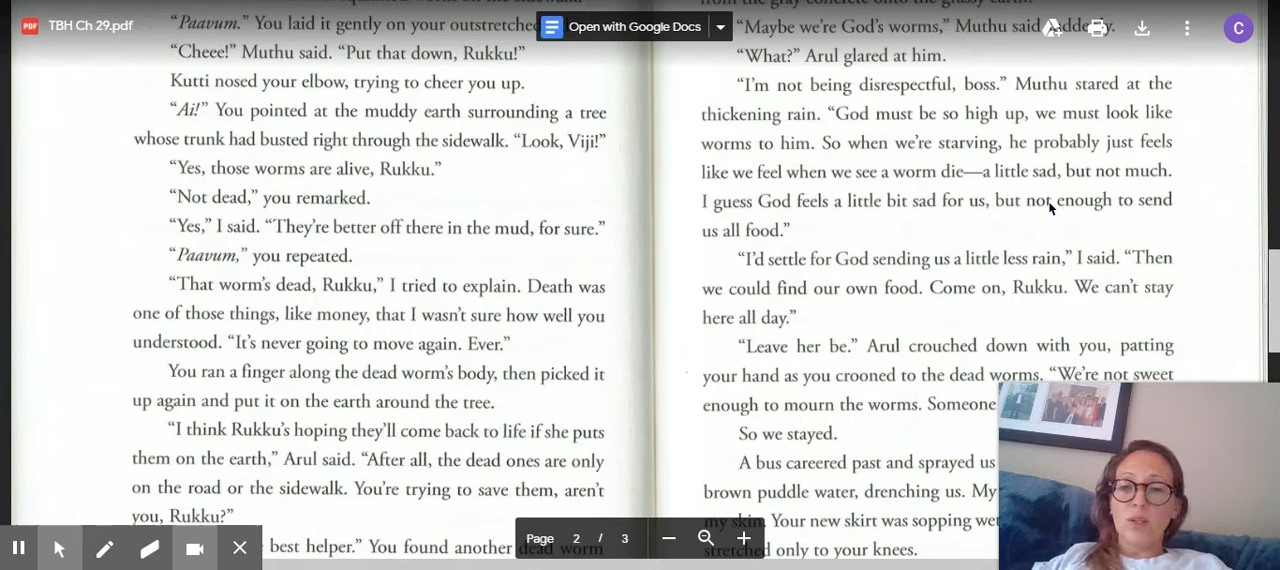 TBH Ch 29.pdf
Open with Google Docs
C
"Paavum." You laid it gently on your outstretched
"Cheee!" Muthu said. "Put that down, Rukku!"
Kutti nosed your elbow, trying to cheer you up.
"Ai!" You pointed at the muddy earth surrounding a tree
whose trunk had busted right through the sidewalk. "Look, Viji!"
"Yes, those worms are alive, Rukku."
"Not dead," you remarked.
"Yes," I said. "They're better off there in the mud, for sure."
"Paavum," you repeated.
"That worm's dead, Rukku," I tried to explain. Death was
one of those things, like money, that I wasn't sure how well you
understood. "It's never going to move again. Ever."
You ran a finger along the dead worm's body, then picked it
up again and put it on the earth around the tree.
"I think Rukku's hoping they'll come back to life if she puts
them on the earth," Arul said. "After all, the dead ones are only
on the road or the sidewalk. You're trying to save them, aren't
you, Rukku?"
best helper." You found another dead worm
from the gray concrete onto the grassy earth.
"Maybe we're God's worms," Muthu said suddenly.
"What?" Arul glared at him.
"I'm not being disrespectful, boss." Muthu stared at the
thickening rain. "God must be so high up, we must look like
worms to him. So when we're starving, he probably just feels
like we feel when we see a worm die—a little sad, but not much.
I guess God feels a little bit sad for us, but not enough to send
us all food."
"I'd settle for God sending us a little less rain," I said. "Then
we could find our own food. Come on, Rukku. We can't stay
here all day."
"Leave her be." Arul crouched down with you, patting
your hand as you crooned to the dead worms. "We're not sweet
enough to mourn the worms. Someone
So we stayed.
A bus careered past and sprayed us
brown puddle water, drenching us. My
my skin. Your new skirt was sopping wet
stretched only to your knees.
Page 2 / 3